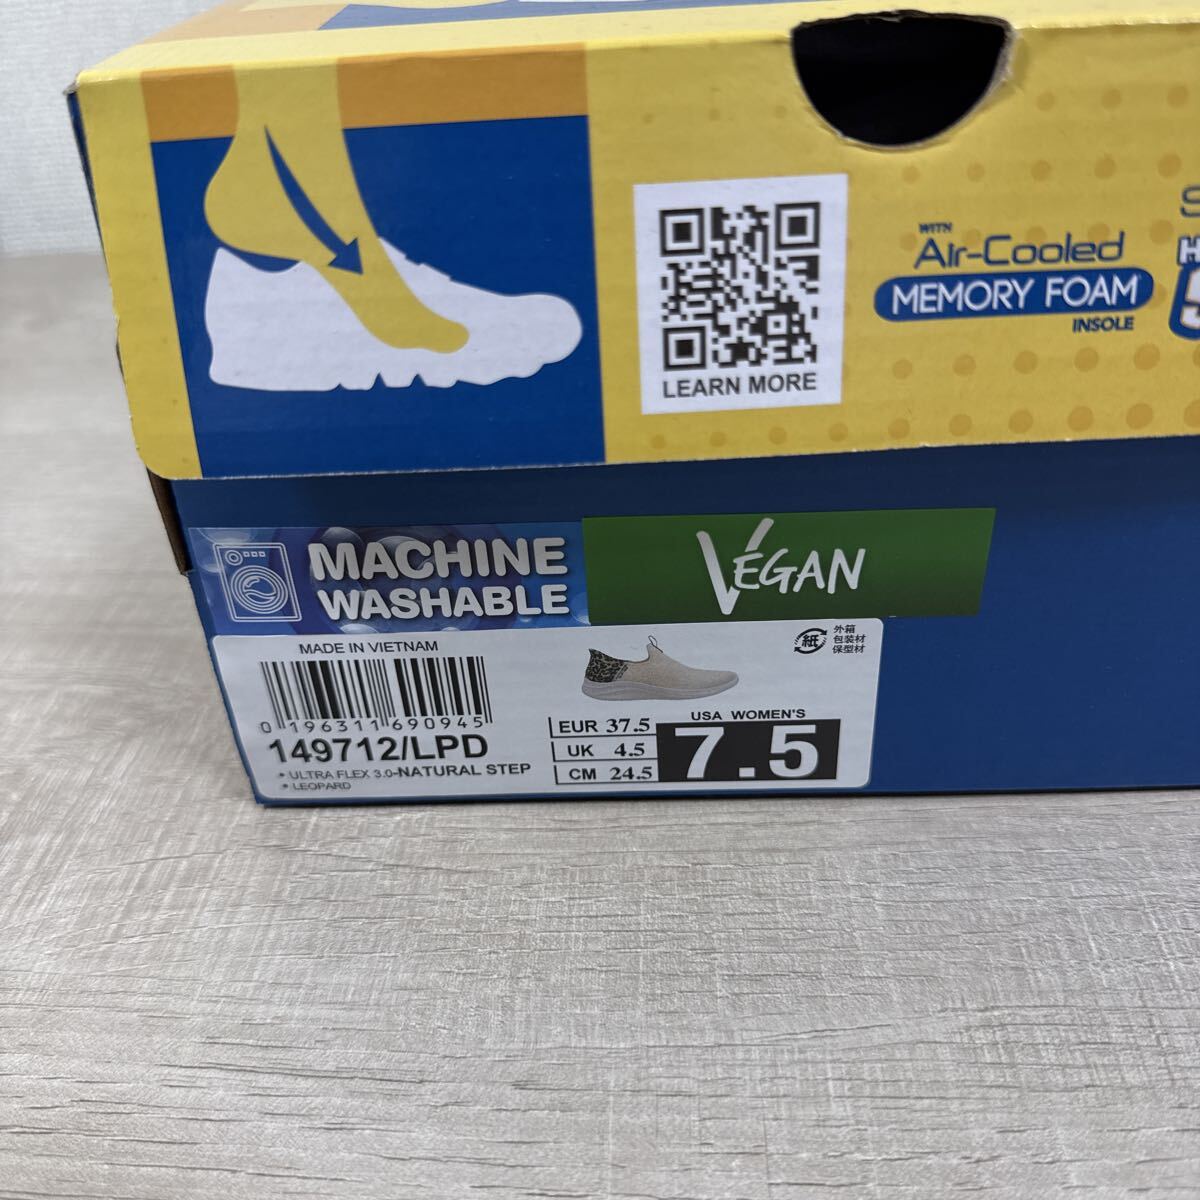 WITH
Air-Cooled
MEMORY FOAM
INSOLE
LEARN MORE
MACHINE
WASHABLE
VÉGAN
MADE IN VIETNAM
紙
外箱
包装材
保型材
0 196311 690945
149712/LPD
• ULTRA FLEX 3.0-NATURAL STEP
• LEOPARD
EUR 37.5
UK 4.5
CM 24.5
USA WOMEN'S
7.5